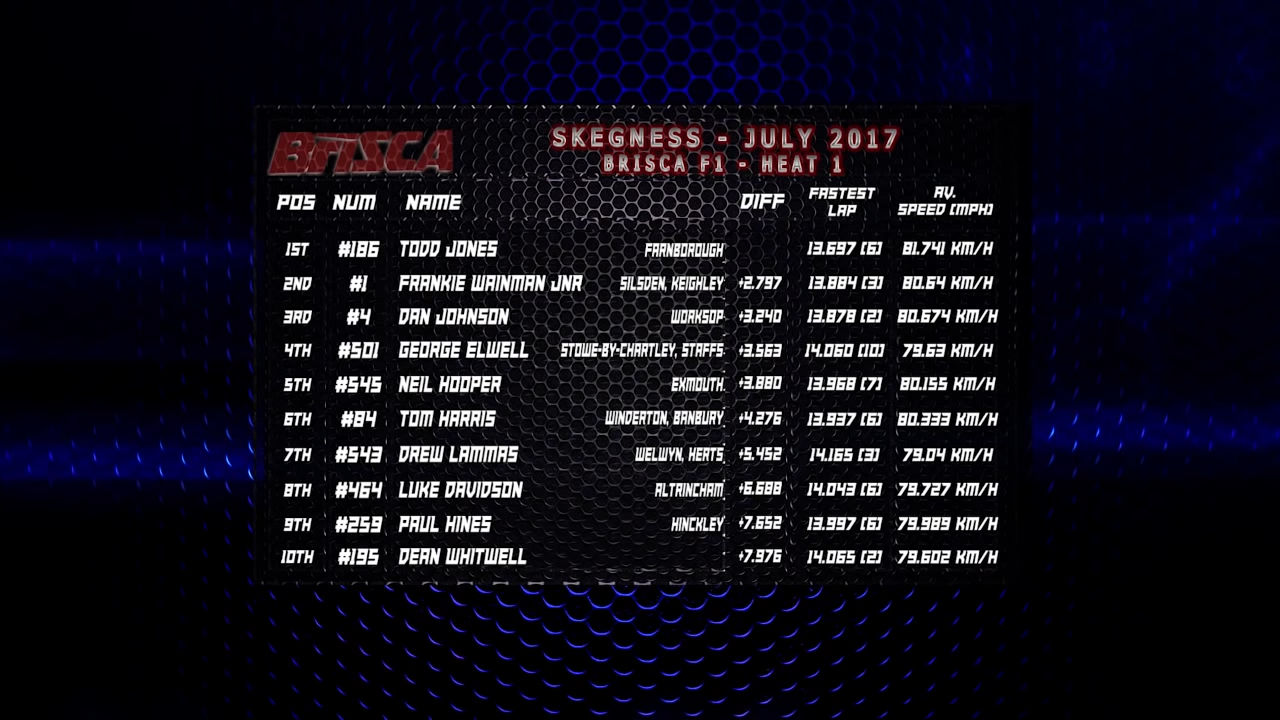 BRISCA
SKEGNESS - JULY 2017
BRISCA F1 - HEAT 1
POS NUM NAME DIFF FASTEST LAP AV. SPEED (MPH)
1ST #186 TODD JONES FARNBOROUGH 13.697 (6) 81.741 KM/H
2ND #1 FRANKIE WAINMAN JNR SILSDEN, KEIGHLEY +2.797 13.884 (3) 80.64 KM/H
3RD #4 DAN JOHNSON WORKSOP +3.240 13.878 (2) 80.674 KM/H
4TH #501 GEORGE ELWELL STOWE-BY-CHARTLEY, STAFFS +3.563 14.060 (10) 79.63 KM/H
5TH #545 NEIL HOOPER EXMOUTH +3.880 13.968 (7) 80.155 KM/H
6TH #84 TOM HARRIS WINDERTON, BANBURY +4.276 13.937 (6) 80.333 KM/H
7TH #543 DREW LAMMAS WELWYN, HERTS +5.452 14.165 (3) 79.04 KM/H
8TH #464 LUKE DAVIDSON ALTRINCHAM +6.688 14.043 (6) 79.727 KM/H
9TH #259 PAUL HINES HINCKLEY +7.652 13.997 (6) 79.989 KM/H
10TH #195 DEAN WHITWELL +7.976 14.065 (2) 79.602 KM/H